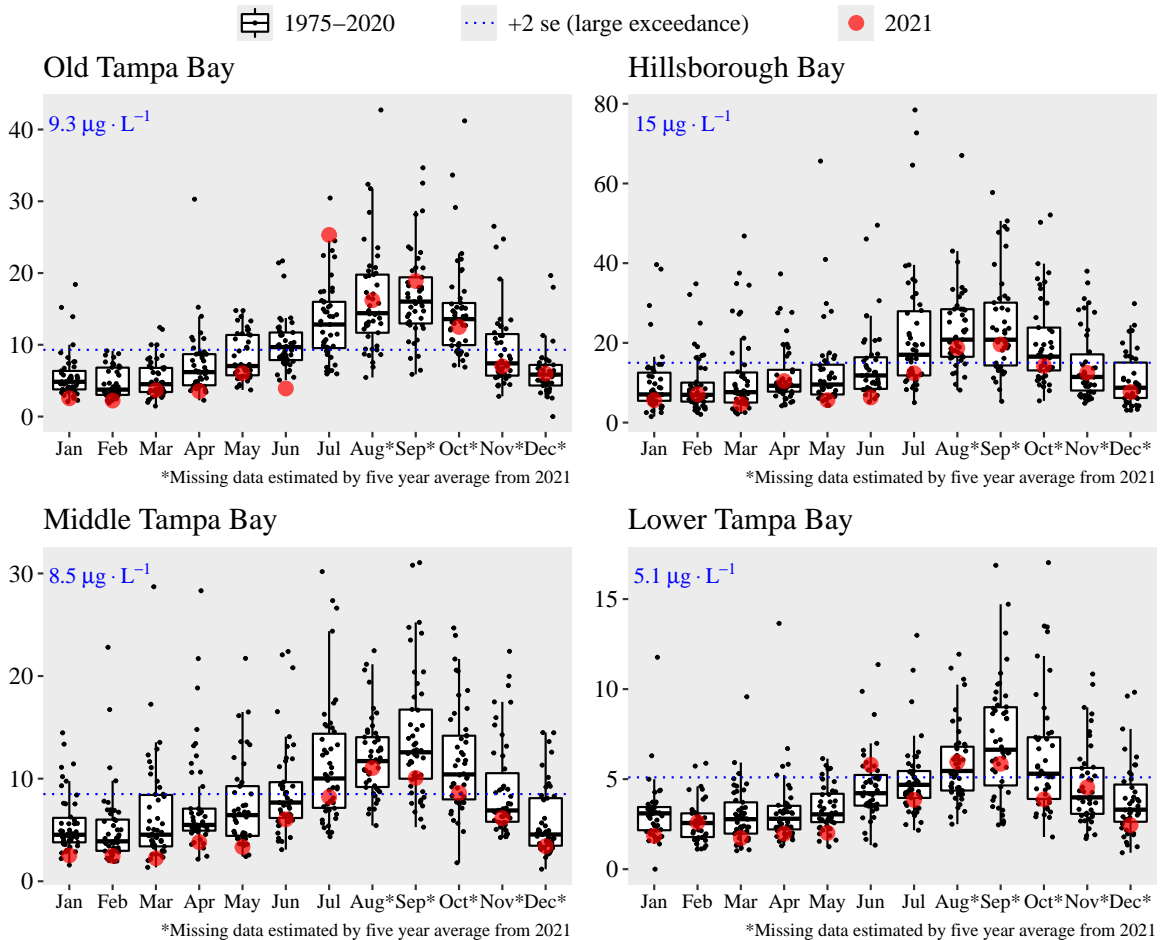 1975–2020 +2 se (large exceedance) 2021
Old Tampa Bay
9.3 μg · L⁻¹
40
30
20
10
0
Jan Feb Mar Apr May Jun Jul Aug* Sep* Oct* Nov* Dec*
*Missing data estimated by five year average from 2021
Hillsborough Bay
15 μg · L⁻¹
80
60
40
20
0
Jan Feb Mar Apr May Jun Jul Aug* Sep* Oct* Nov* Dec*
*Missing data estimated by five year average from 2021
Middle Tampa Bay
8.5 μg · L⁻¹
30
20
10
0
Jan Feb Mar Apr May Jun Jul Aug* Sep* Oct* Nov* Dec*
*Missing data estimated by five year average from 2021
Lower Tampa Bay
5.1 μg · L⁻¹
15
10
5
0
Jan Feb Mar Apr May Jun Jul Aug* Sep* Oct* Nov* Dec*
*Missing data estimated by five year average from 2021